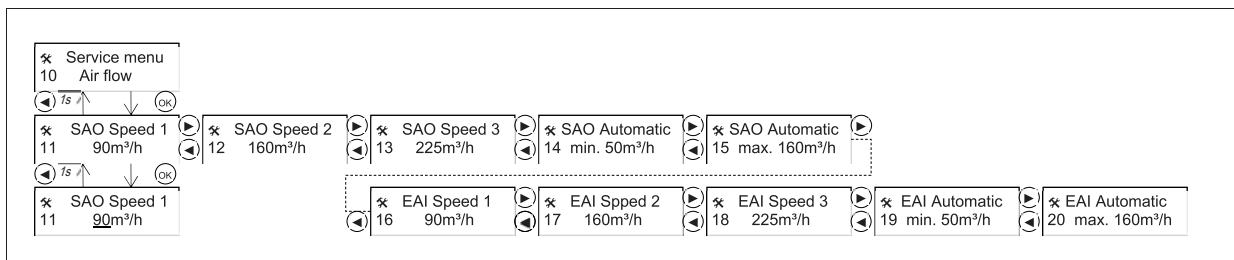 Service menu
10 Air flow
1s
OK
SAO Speed 1
11 90m³/h
SAO Speed 2
12 160m³/h
SAO Speed 3
13 225m³/h
SAO Automatic
14 min. 50m³/h
SAO Automatic
15 max. 160m³/h
1s
OK
SAO Speed 1
11 90m³/h
EAI Speed 1
16 90m³/h
EAI Spped 2
17 160m³/h
EAI Speed 3
18 225m³/h
EAI Automatic
19 min. 50m³/h
EAI Automatic
20 max. 160m³/h